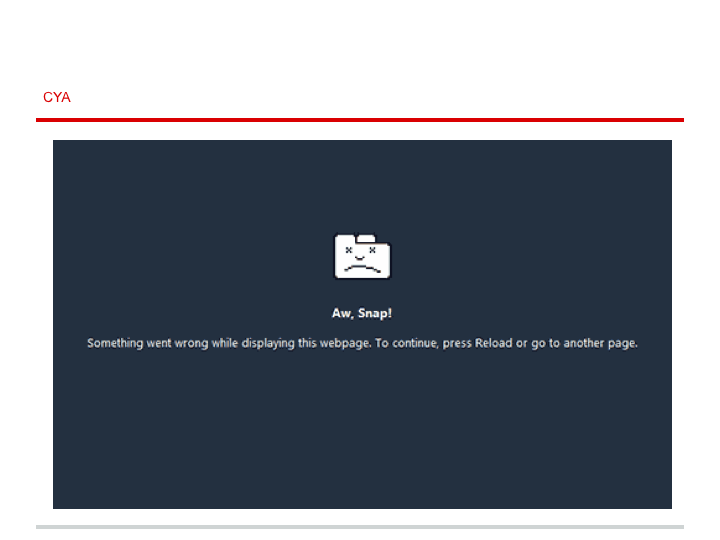 CYA
Aw, Snap!
Something went wrong while displaying this webpage. To continue, press Reload or go to another page.